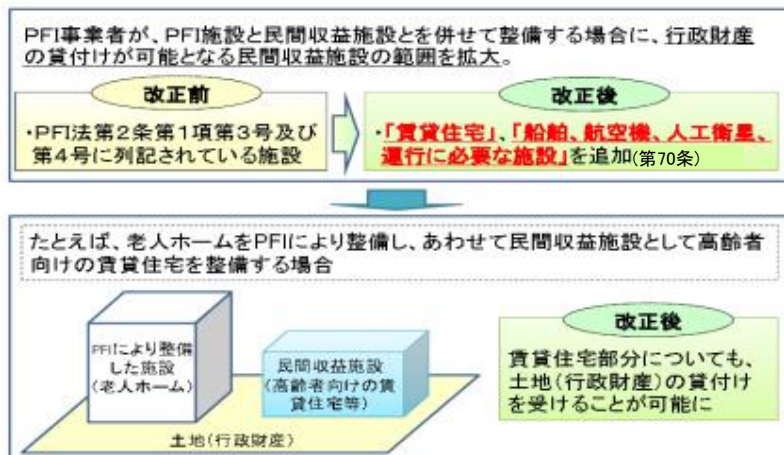 PFI事業者が、PFI施設と民間収益施設とを併せて整備する場合に、行政財産
の貸付けが可能となる民間収益施設の範囲を拡大。
改正前
・PFI法第2条第1項第3号及び
第4号に列記されている施設
改正後
・「賃貸住宅」、「船舶、航空機、人工衛星、
運行に必要な施設」を追加(第70条)
たとえば、老人ホームをPFIにより整備し、あわせて民間収益施設として高齢者
向けの賃貸住宅を整備する場合
PFIにより整備
した施設
(老人ホーム)
民間収益施設
(高齢者向けの賃
貸住宅等)
土地(行政財産)
改正後
賃貸住宅部分についても、
土地(行政財産)の貸付け
を受けることが可能に